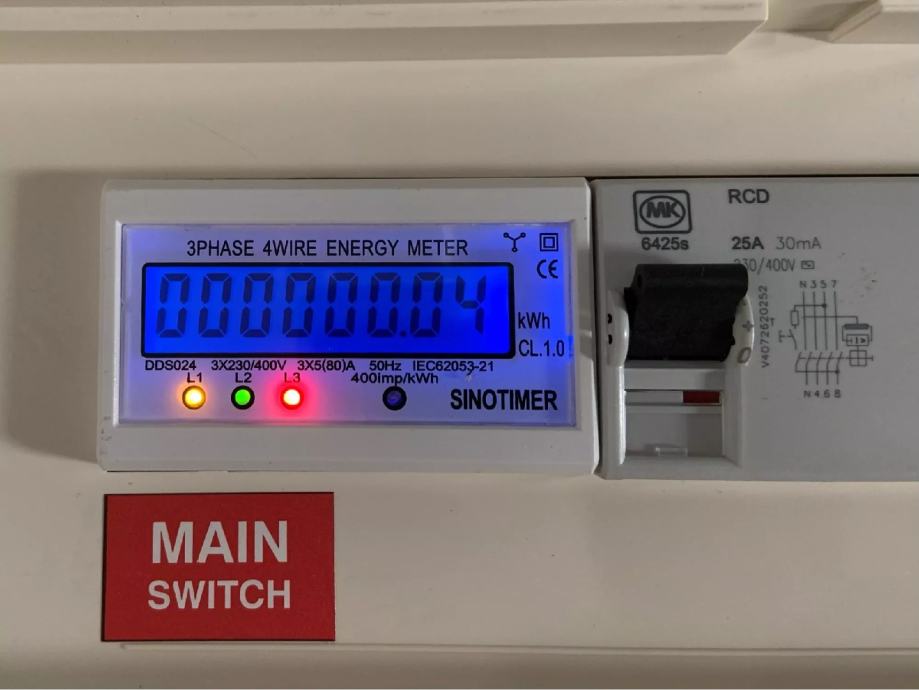 3PHASE 4WIRE ENERGY METER
CE
000000.04
kWh
CL.1.0
DDS024 3X230/400V 3X5(80)A 50Hz IEC62053-21
L1 L2 L3 400Imp/kWh
SINOTIMER
MK
RCD
6425s 25A 30mA
230/400V
V4072620252
N 3 5 7
N 4 6 8
MAIN
SWITCH